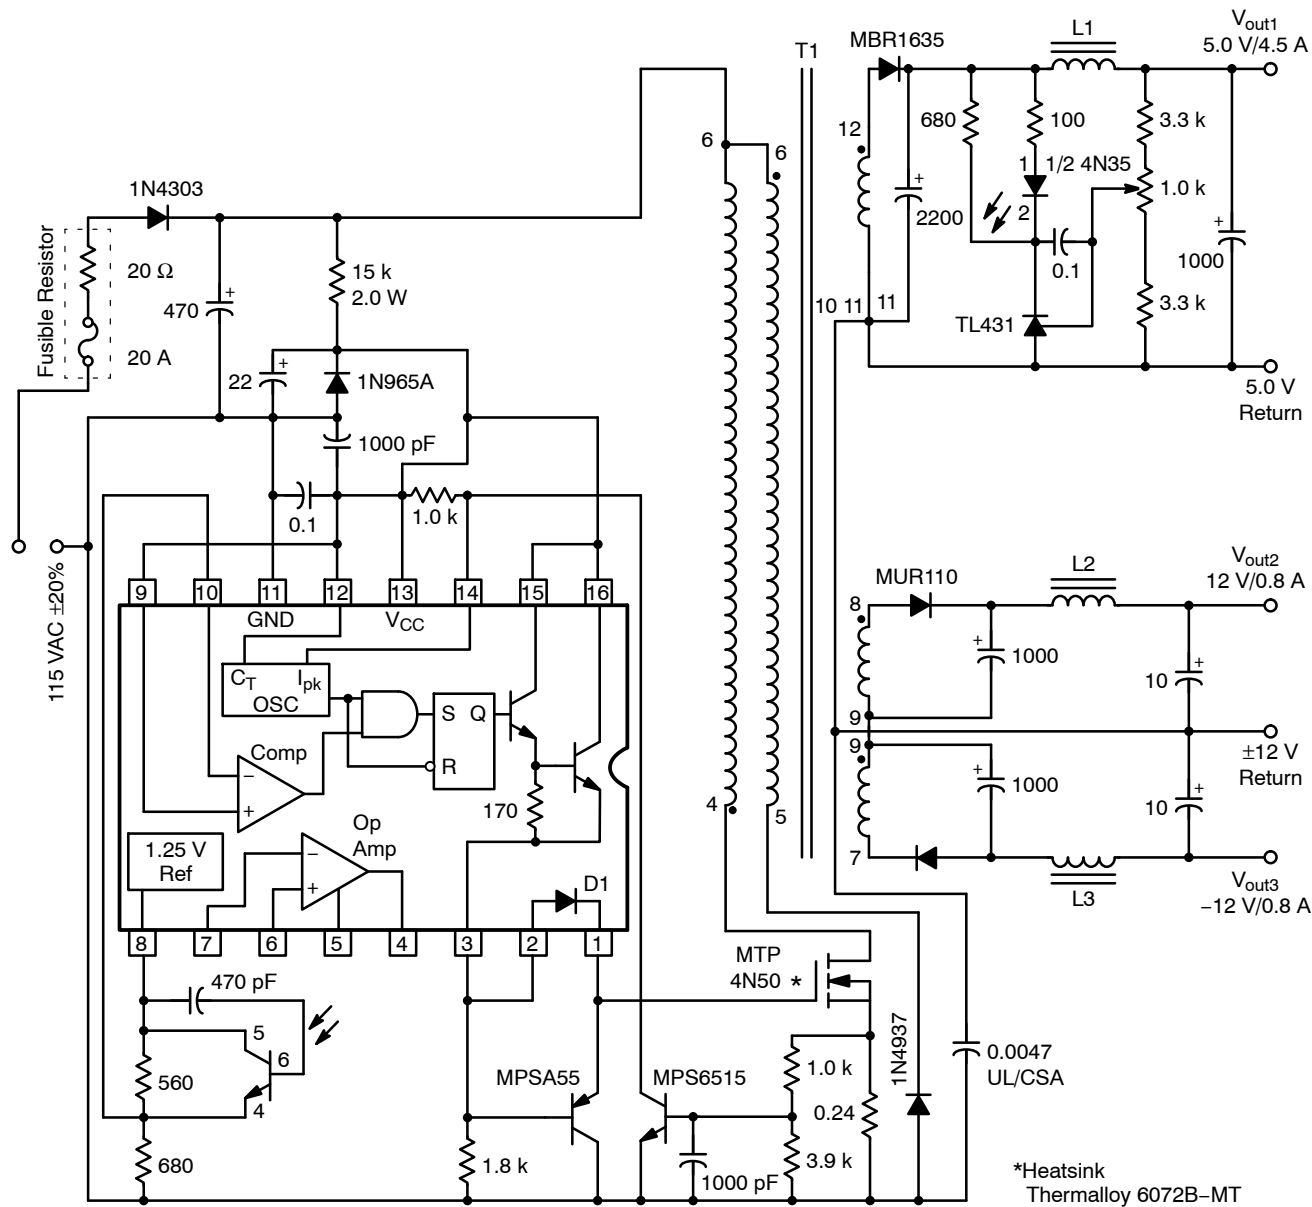 MBR1635
L1
Vout1
5.0 V/4.5 A
T1
680
100
3.3 k
12
6
6
1
1/2 4N35
1.0 k
2
+
2200
+
1000
0.1
3.3 k
10
11
11
TL431
5.0 V
Return
1N4303
Fusible Resistor
20 Ω
20 A
470
+
15 k
2.0 W
22
+
1N965A
1000 pF
0.1
1.0 k
115 VAC ±20%
9
10
11
12
13
14
15
16
GND
VCC
CT
Ipk
OSC
S
Q
R
Comp
−
+
170
Op
Amp
−
+
1.25 V
Ref
D1
8
7
6
5
4
3
2
1
4
5
MUR110
L2
Vout2
12 V/0.8 A
8
+
1000
10
+
9
9
±12 V
Return
+
1000
10
+
7
L3
Vout3
−12 V/0.8 A
470 pF
5
6
4
560
680
MPSA55
1.8 k
MPS6515
1000 pF
MTP
4N50 *
1.0 k
0.24
3.9 k
1N4937
0.0047
UL/CSA
*Heatsink
Thermalloy 6072B−MT